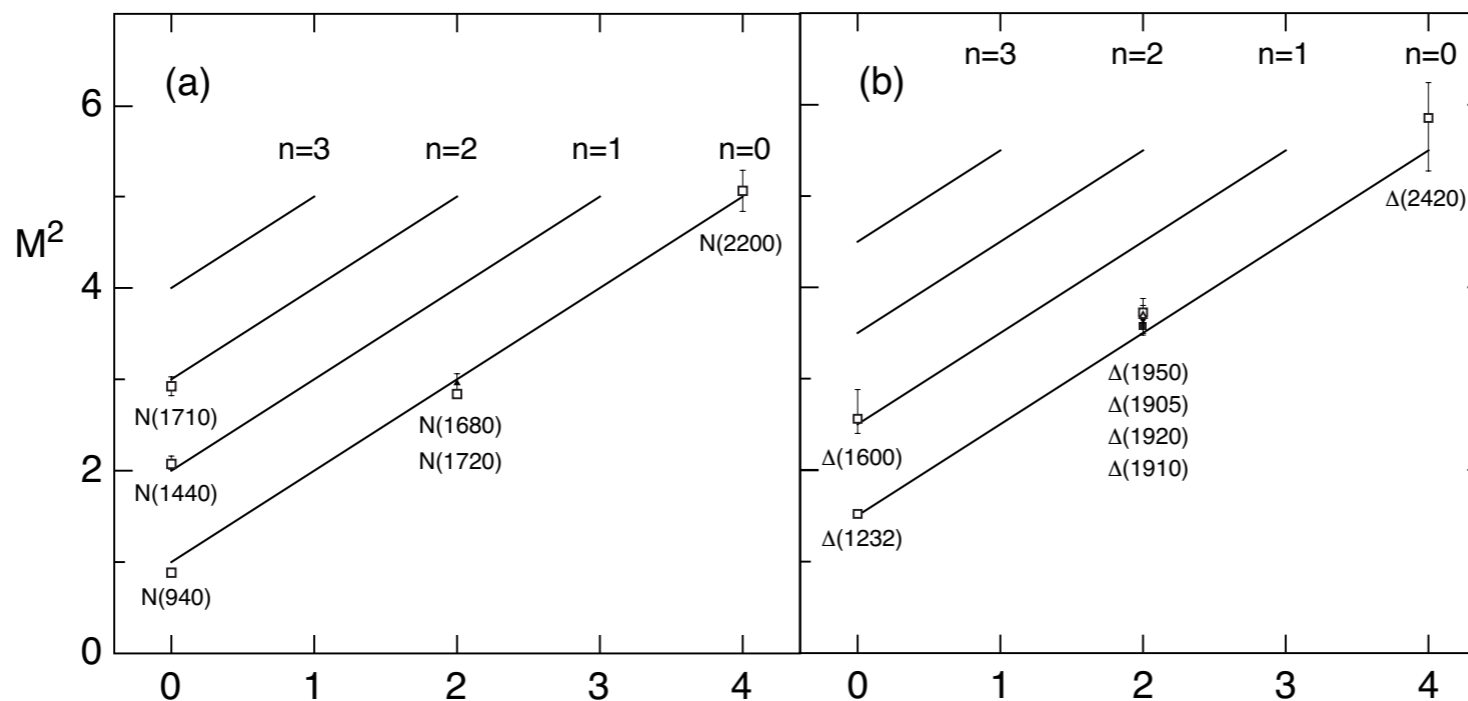 (a)
n=3 n=2 n=1 n=0
M²
6
4
2
0
N(2200)
N(1710)
N(1680)
N(1720)
N(1440)
N(940)
0 1 2 3 4
n=3 n=2 n=1 n=0
(b)
Δ(2420)
Δ(1950)
Δ(1905)
Δ(1920)
Δ(1910)
Δ(1600)
Δ(1232)
0 1 2 3 4